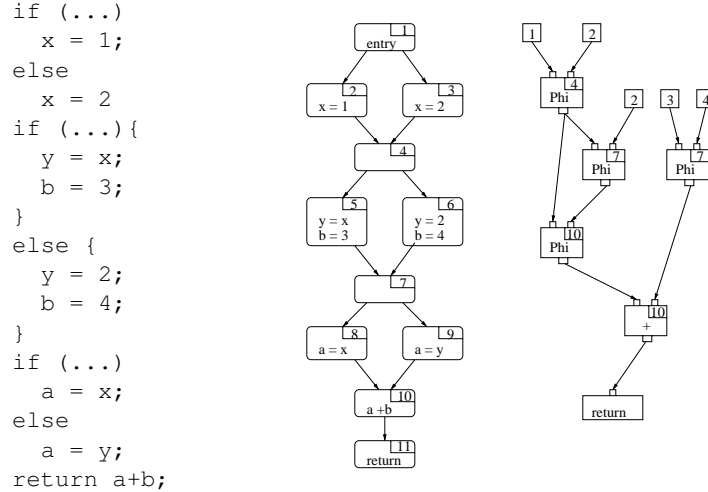 if (...)
x = 1;
else
x = 2
if (...){
y = x;
b = 3;
}
else {
y = 2;
b = 4;
}
if (...)
a = x;
else
a = y;
return a+b;
1
entry
2
x = 1
3
x = 2
4
5
y = x
b = 3
6
y = 2
b = 4
7
8
a = x
9
a = y
10
a +b
11
return
1 2
4
Phi
2 3 4
7
Phi
7
Phi
10
Phi
10
+
return